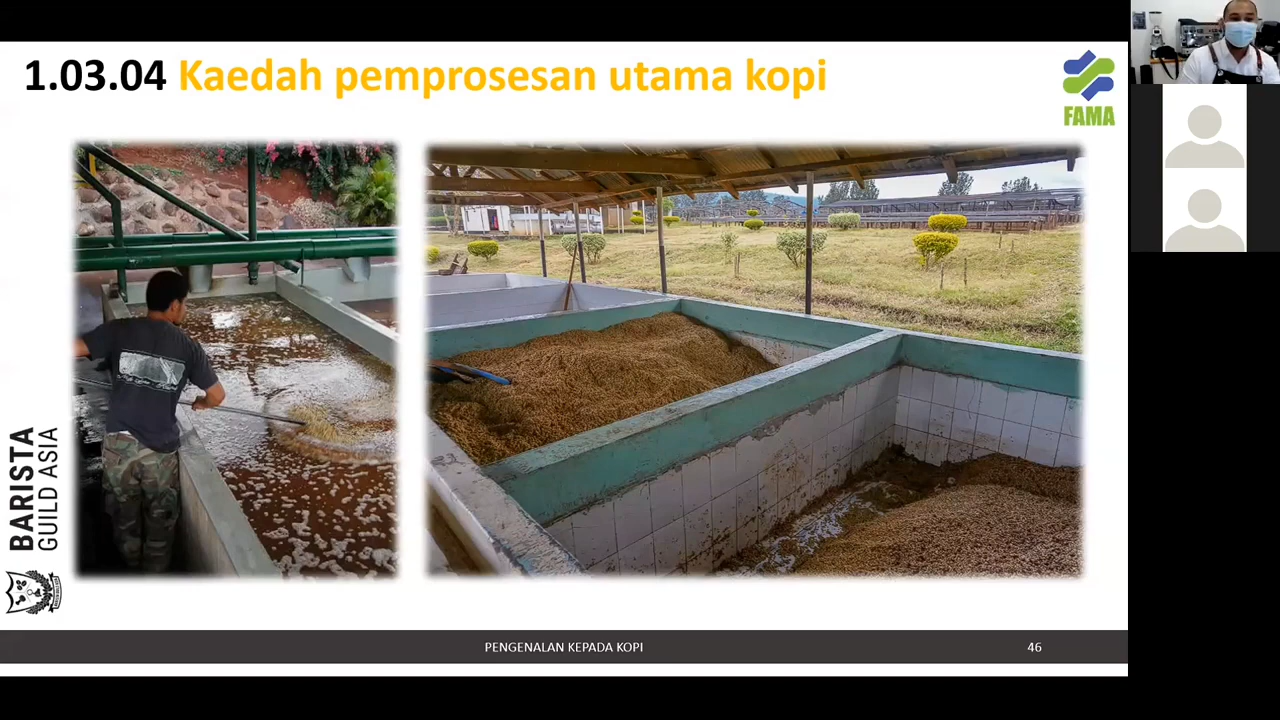 1.03.04 Kaedah pemprosesan utama kopi
FAMA
BARISTA
GUILD ASIA
PENGENALAN KEPADA KOPI
46